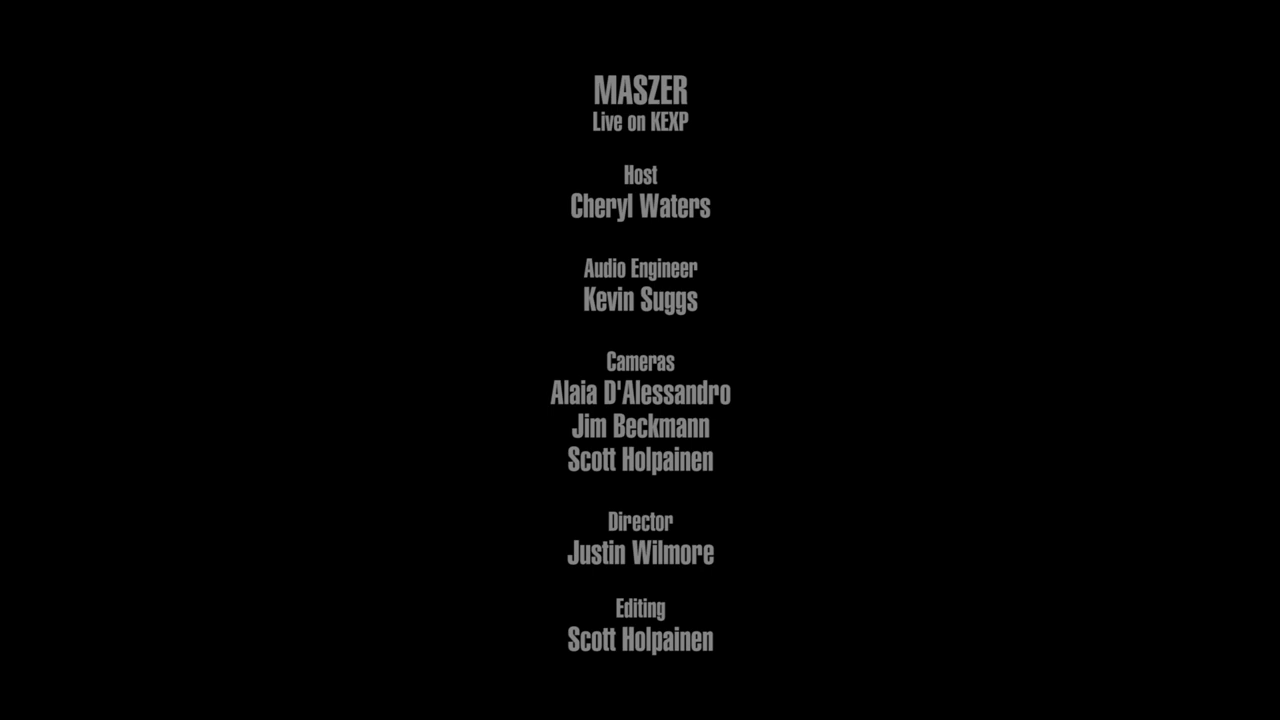 MASZER
Live on KEXP
Host
Cheryl Waters
Audio Engineer
Kevin Suggs
Cameras
Alaia D'Alessandro
Jim Beckmann
Scott Holpainen
Director
Justin Wilmore
Editing
Scott Holpainen